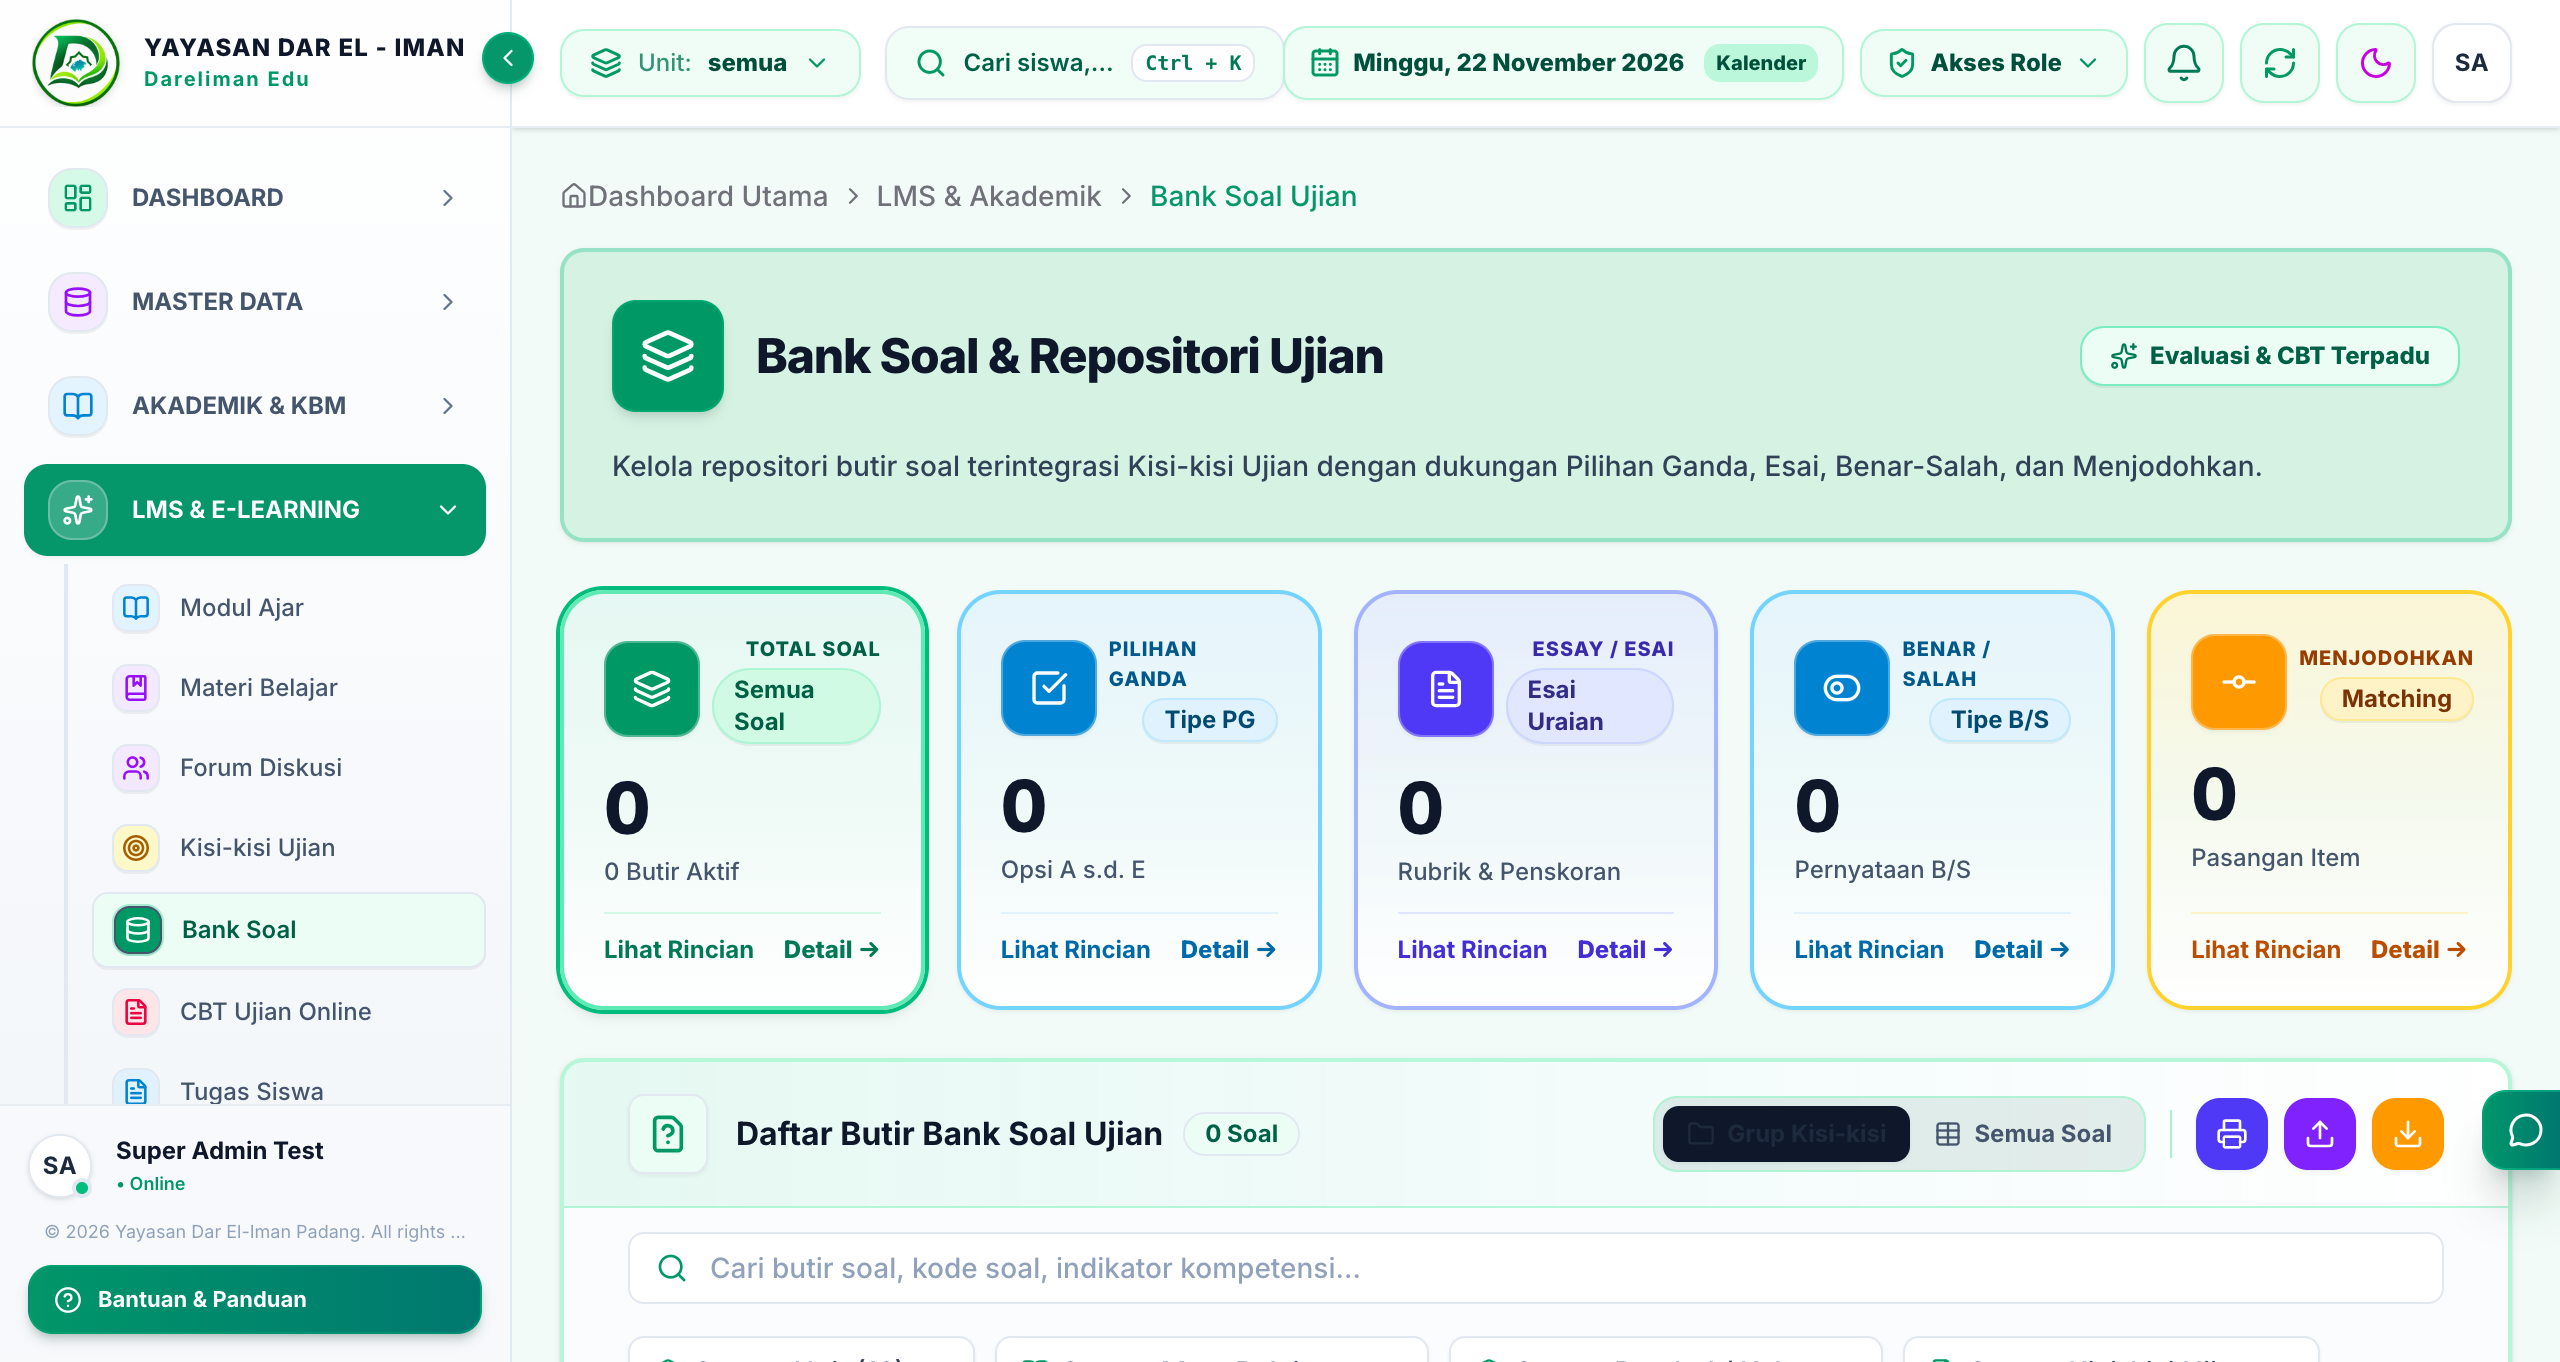 YAYASAN DAR EL - IMAN
Dareliman Edu
Unit: semua
Cari siswa,...
Ctrl + K
Minggu, 22 November 2026
Kalender
Akses Role
SA
DASHBOARD
MASTER DATA
AKADEMIK & KBM
LMS & E-LEARNING
Modul Ajar
Materi Belajar
Forum Diskusi
Kisi-kisi Ujian
Bank Soal
CBT Ujian Online
Tugas Siswa
SA
Super Admin Test
• Online
© 2026 Yayasan Dar El-Iman Padang. All rights ...
Bantuan & Panduan
Dashboard Utama > LMS & Akademik > Bank Soal Ujian
Bank Soal & Repositori Ujian
Evaluasi & CBT Terpadu
Kelola repositori butir soal terintegrasi Kisi-kisi Ujian dengan dukungan Pilihan Ganda, Esai, Benar-Salah, dan Menjodohkan.
TOTAL SOAL
Semua
Soal
0
0 Butir Aktif
Lihat Rincian Detail →
PILIHAN
GANDA
Tipe PG
0
Opsi A s.d. E
Lihat Rincian Detail →
ESSAY / ESAI
Esai
Uraian
0
Rubrik & Penskoran
Lihat Rincian Detail →
BENAR /
SALAH
Tipe B/S
0
Pernyataan B/S
Lihat Rincian Detail →
MENJODOHKAN
Matching
0
Pasangan Item
Lihat Rincian Detail →
Daftar Butir Bank Soal Ujian
0 Soal
Grup Kisi-kisi
Semua Soal
Cari butir soal, kode soal, indikator kompetensi...